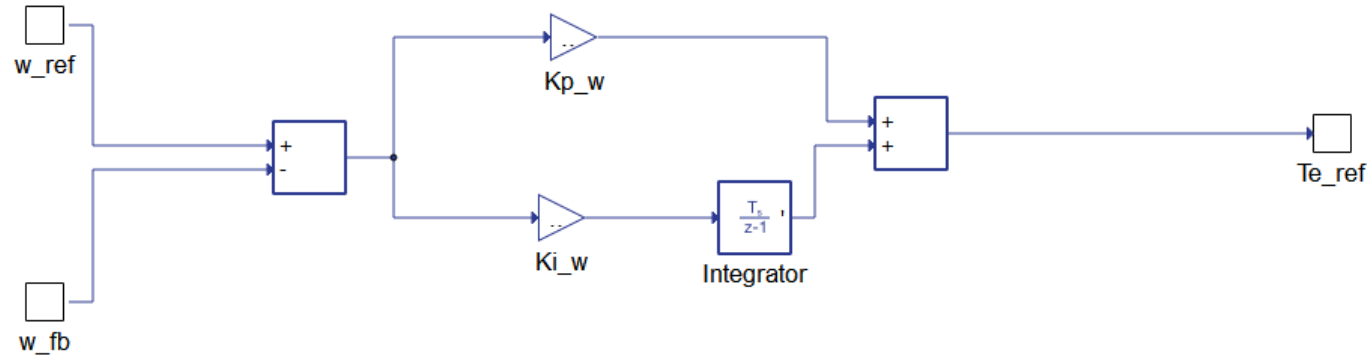 w_ref
..
Kp_w
+
-
+
+
Te_ref
..
Ki_w
Ts
z-1
Integrator
w_fb